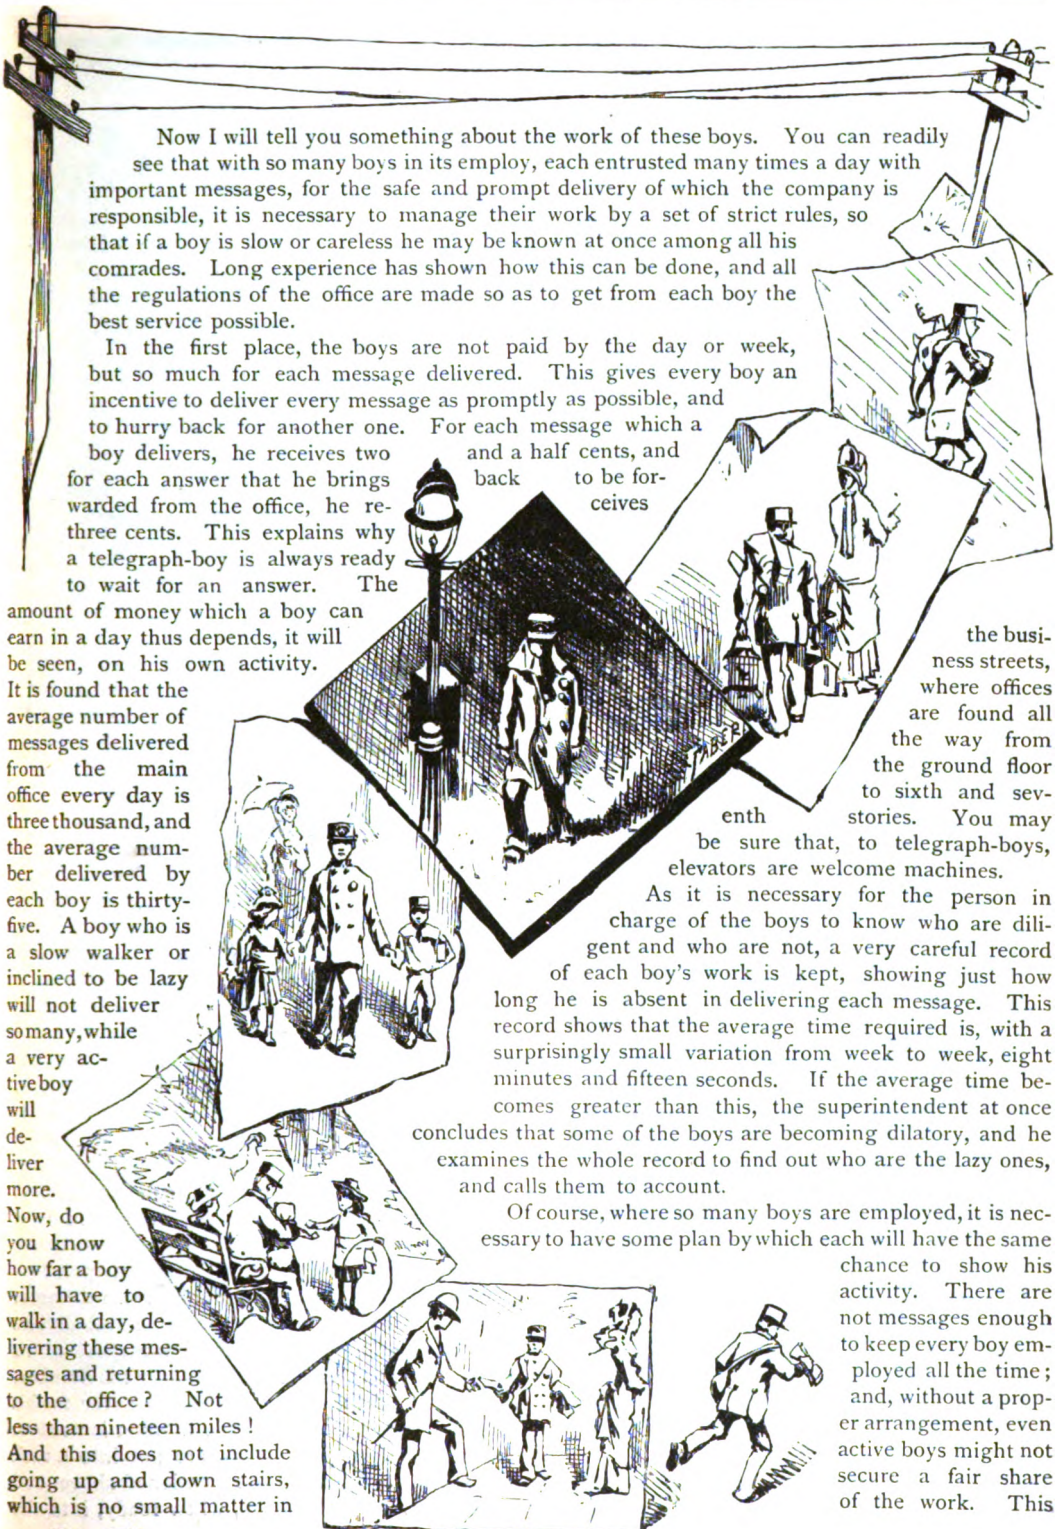 Now I will tell you something about the work of these boys. You can readily
see that with so many boys in its employ, each entrusted many times a day with
important messages, for the safe and prompt delivery of which the company is
responsible, it is necessary to manage their work by a set of strict rules, so
that if a boy is slow or careless he may be known at once among all his
comrades. Long experience has shown how this can be done, and all
the regulations of the office are made so as to get from each boy the
best service possible.
In the first place, the boys are not paid by the day or week,
but so much for each message delivered. This gives every boy an
incentive to deliver every message as promptly as possible, and
to hurry back for another one. For each message which a
boy delivers, he receives two and a half cents, and
for each answer that he brings back to be for-
warded from the office, he re- ceives
three cents. This explains why
a telegraph-boy is always ready
to wait for an answer. The
amount of money which a boy can
earn in a day thus depends, it will
be seen, on his own activity.
It is found that the
average number of
messages delivered
from the main
office every day is
three thousand, and
the average num-
ber delivered by
each boy is thirty-
five. A boy who is
a slow walker or
inclined to be lazy
will not deliver
so many, while
a very ac-
tive boy
will
de-
liver
more.
Now, do
you know
how far a boy
will have to
walk in a day, de-
livering these mes-
sages and returning
to the office? Not
less than nineteen miles!
And this does not include
going up and down stairs,
which is no small matter in
the busi-
ness streets,
where offices
are found all
the way from
the ground floor
to sixth and sev-
enth stories. You may
be sure that, to telegraph-boys,
elevators are welcome machines.
As it is necessary for the person in
charge of the boys to know who are dili-
gent and who are not, a very careful record
of each boy's work is kept, showing just how
long he is absent in delivering each message. This
record shows that the average time required is, with a
surprisingly small variation from week to week, eight
minutes and fifteen seconds. If the average time be-
comes greater than this, the superintendent at once
concludes that some of the boys are becoming dilatory, and he
examines the whole record to find out who are the lazy ones,
and calls them to account.
Of course, where so many boys are employed, it is nec-
essary to have some plan by which each will have the same
chance to show his
activity. There are
not messages enough
to keep every boy em-
ployed all the time;
and, without a prop-
er arrangement, even
active boys might not
secure a fair share
of the work. This
TABER